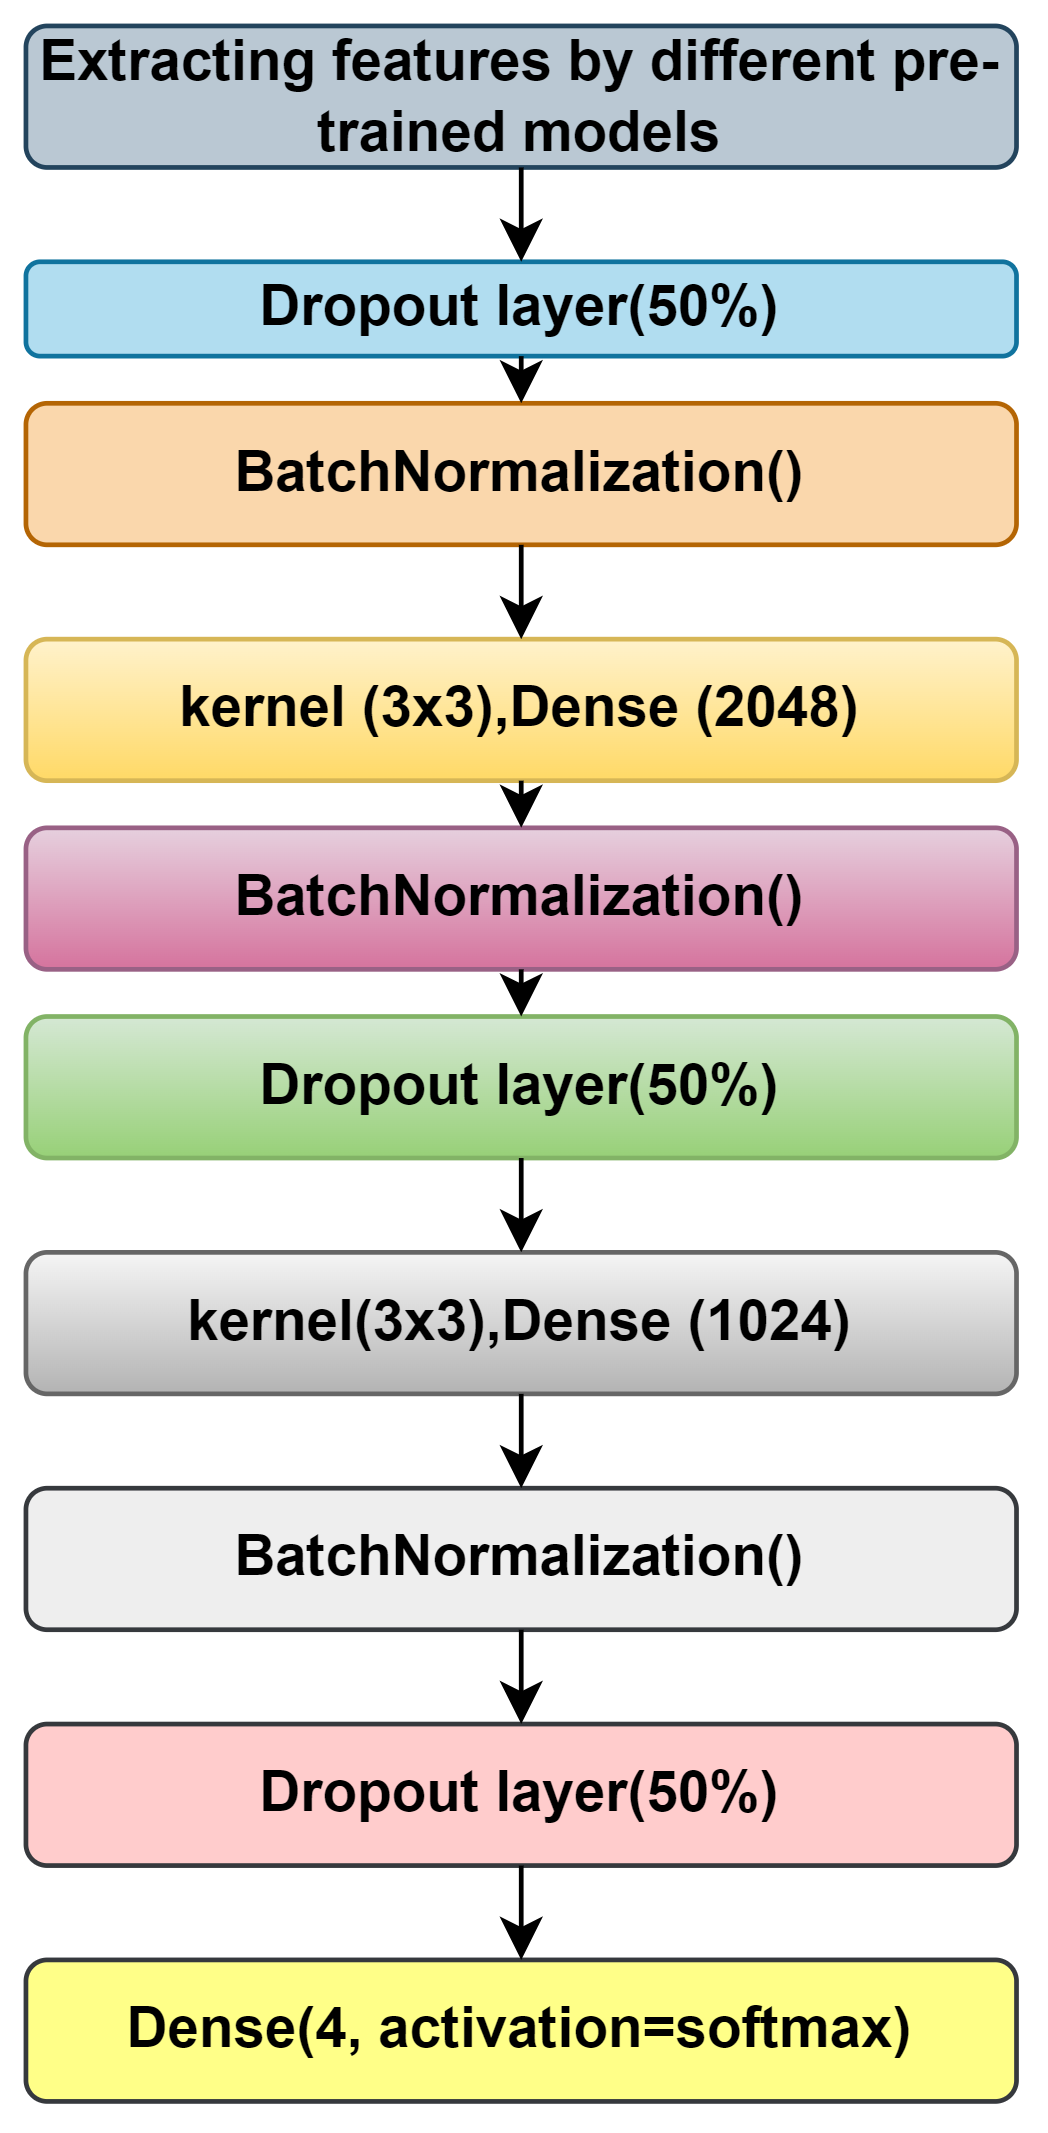 Extracting features by different pre-
trained models
Dropout layer(50%)
BatchNormalization()
kernel (3x3),Dense (2048)
BatchNormalization()
Dropout layer(50%)
kernel(3x3),Dense (1024)
BatchNormalization()
Dropout layer(50%)
Dense(4, activation=softmax)